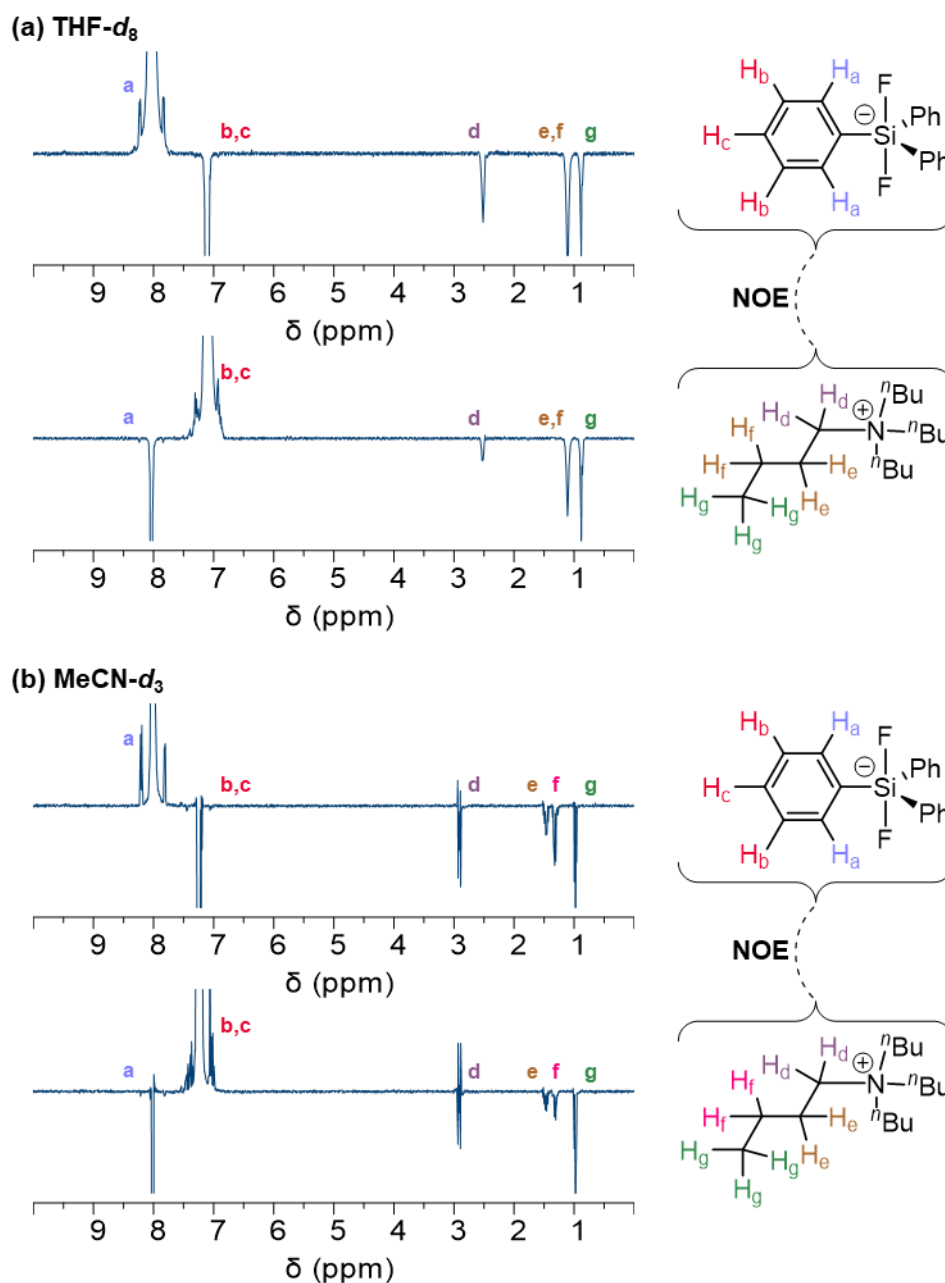 (a) THF-d8
a
b,c
d
e,f
g
9 8 7 6 5 4 3 2 1
δ (ppm)
a
b,c
d
e,f
g
9 8 7 6 5 4 3 2 1
δ (ppm)
Hb Ha F
Hc ⊖ Si Ph
Ph
Hb Ha F
NOE
Hd Hd ⊕ nBu
Hf N nBu
Hf He nBu
Hg Hg He
Hg
(b) MeCN-d3
a
b,c
d
e
f
g
9 8 7 6 5 4 3 2 1
δ (ppm)
a
b,c
d
e
f
g
9 8 7 6 5 4 3 2 1
δ (ppm)
Hb Ha F
Hc ⊖ Si Ph
Ph
Hb Ha F
NOE
Hd Hd ⊕ nBu
Hf N nBu
Hf He nBu
Hg Hg He
Hg